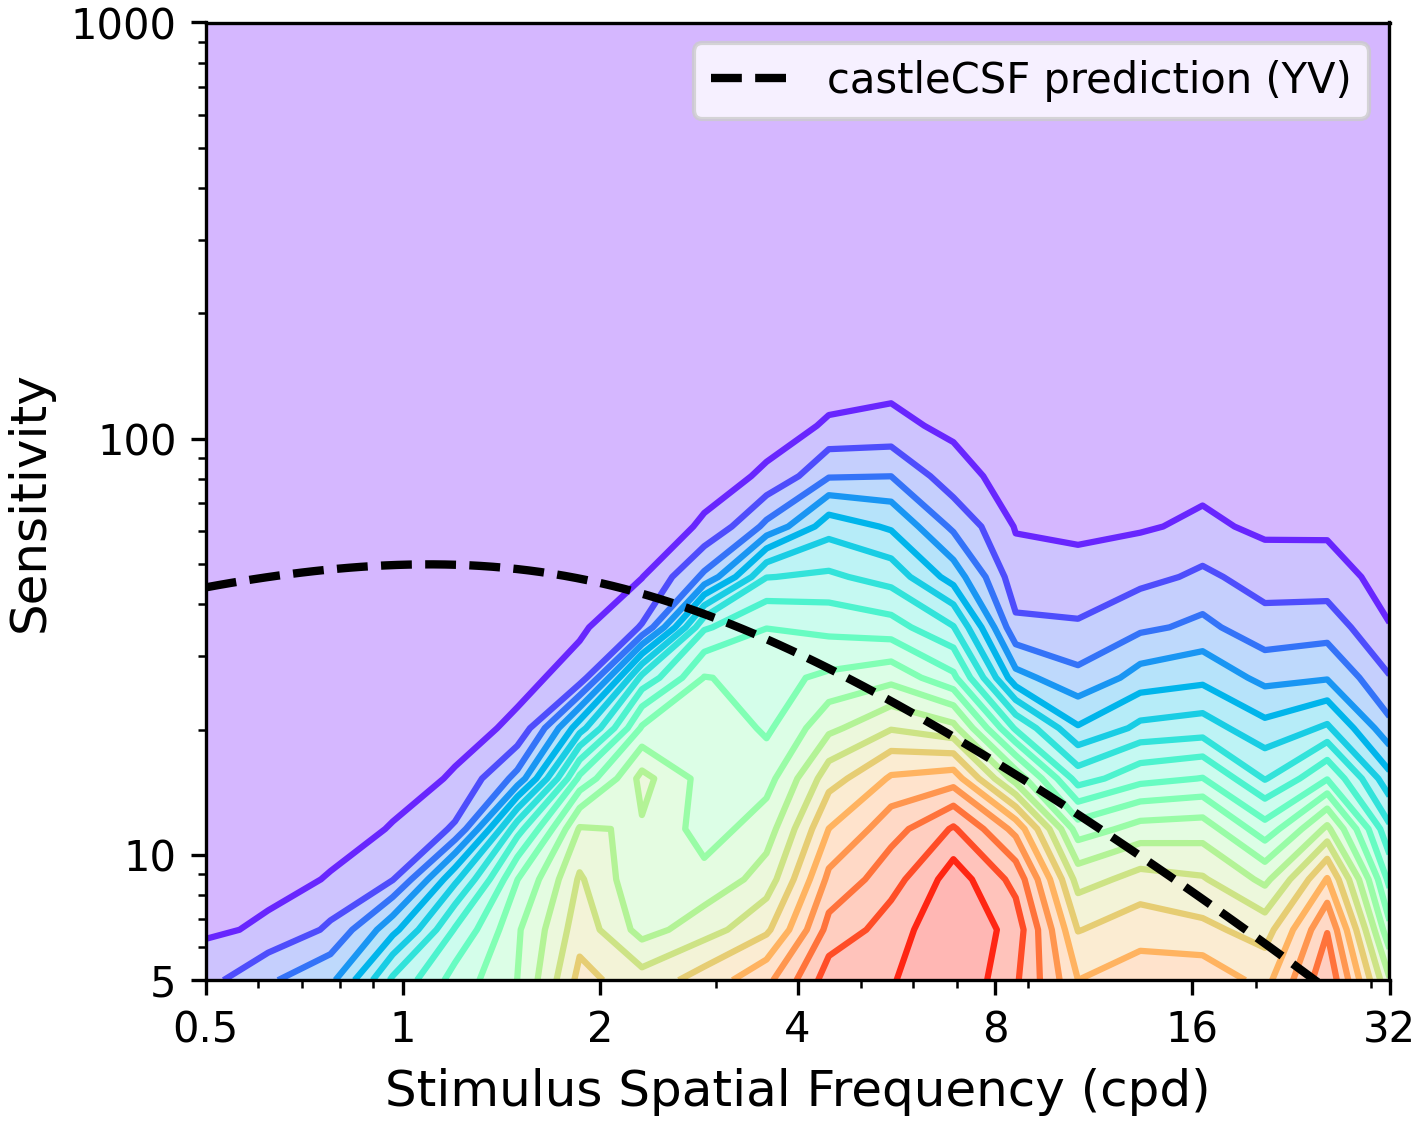 1000
castleCSF prediction (YV)
100
10
5
Sensitivity
0.5 1 2 4 8 16 32
Stimulus Spatial Frequency (cpd)